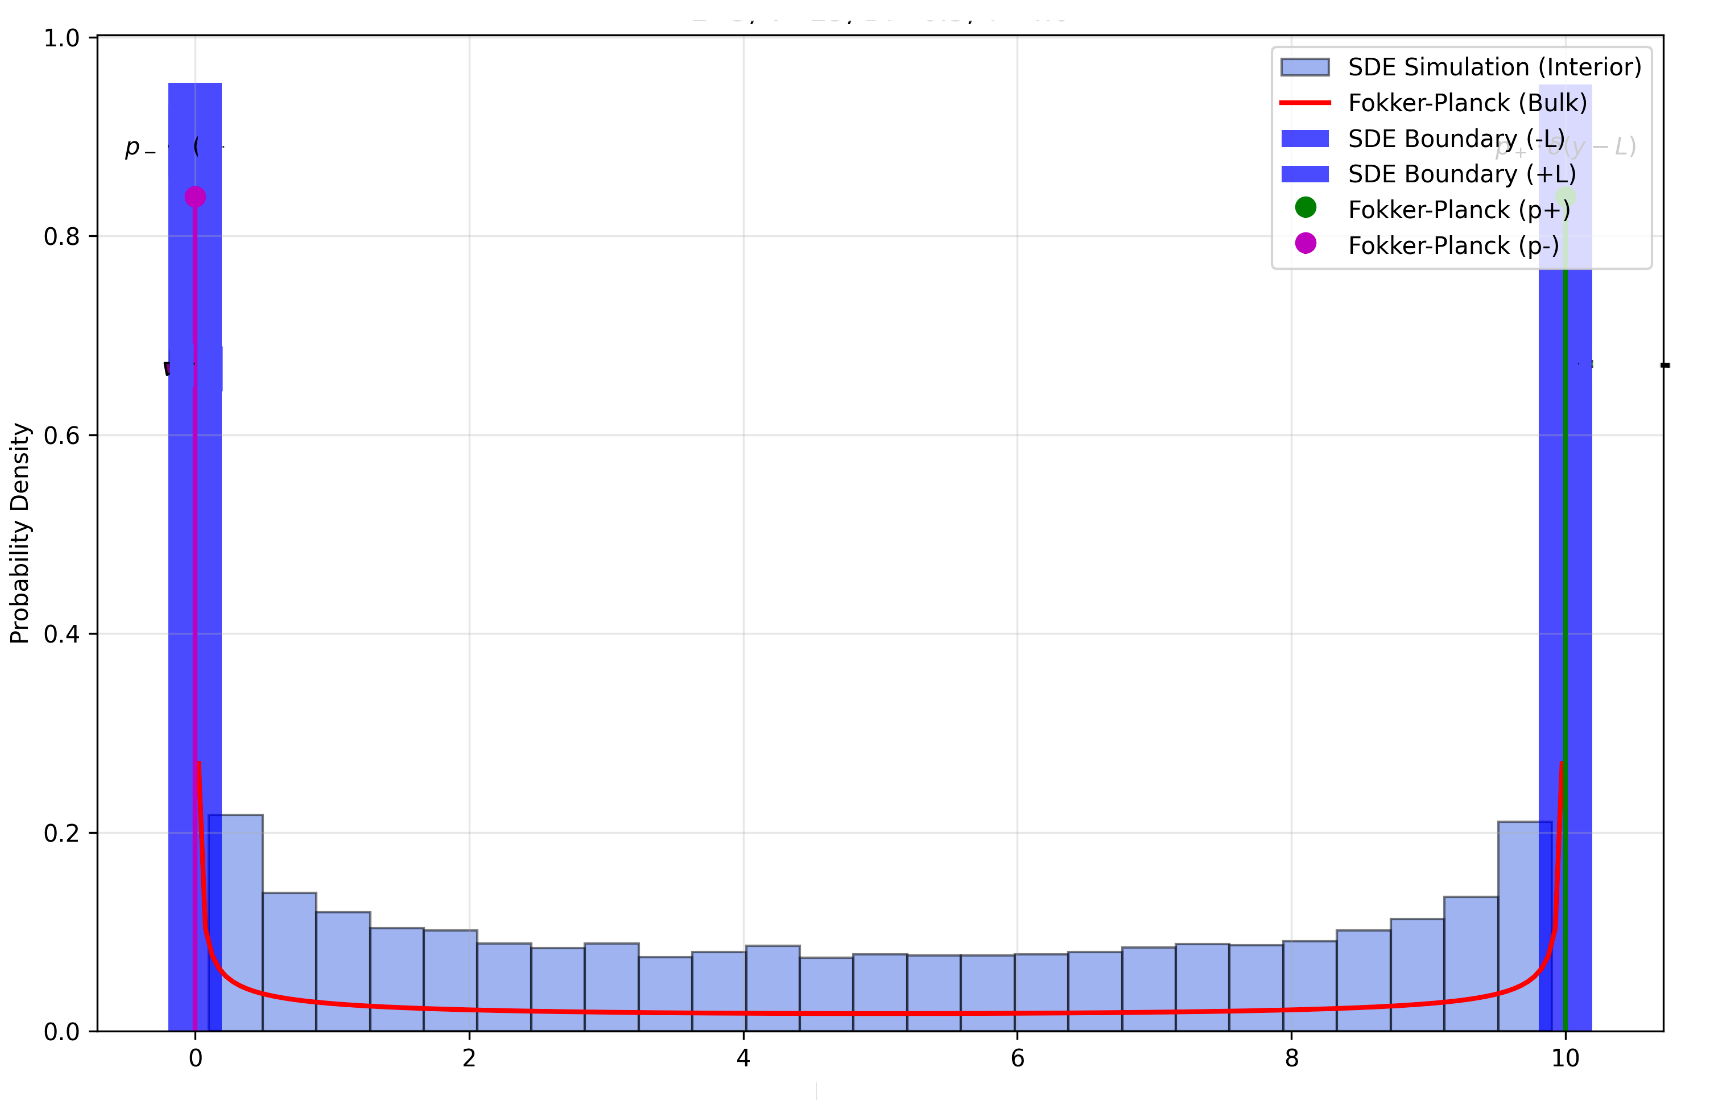 1.0
SDE Simulation (Interior)
Fokker-Planck (Bulk)
SDE Boundary (-L)
SDE Boundary (+L)
Fokker-Planck (p+)
Fokker-Planck (p-)
p₋ (
p₊ (y − L)
0.8
0.6
0.4
0.2
0.0
Probability Density
0 2 4 6 8 10